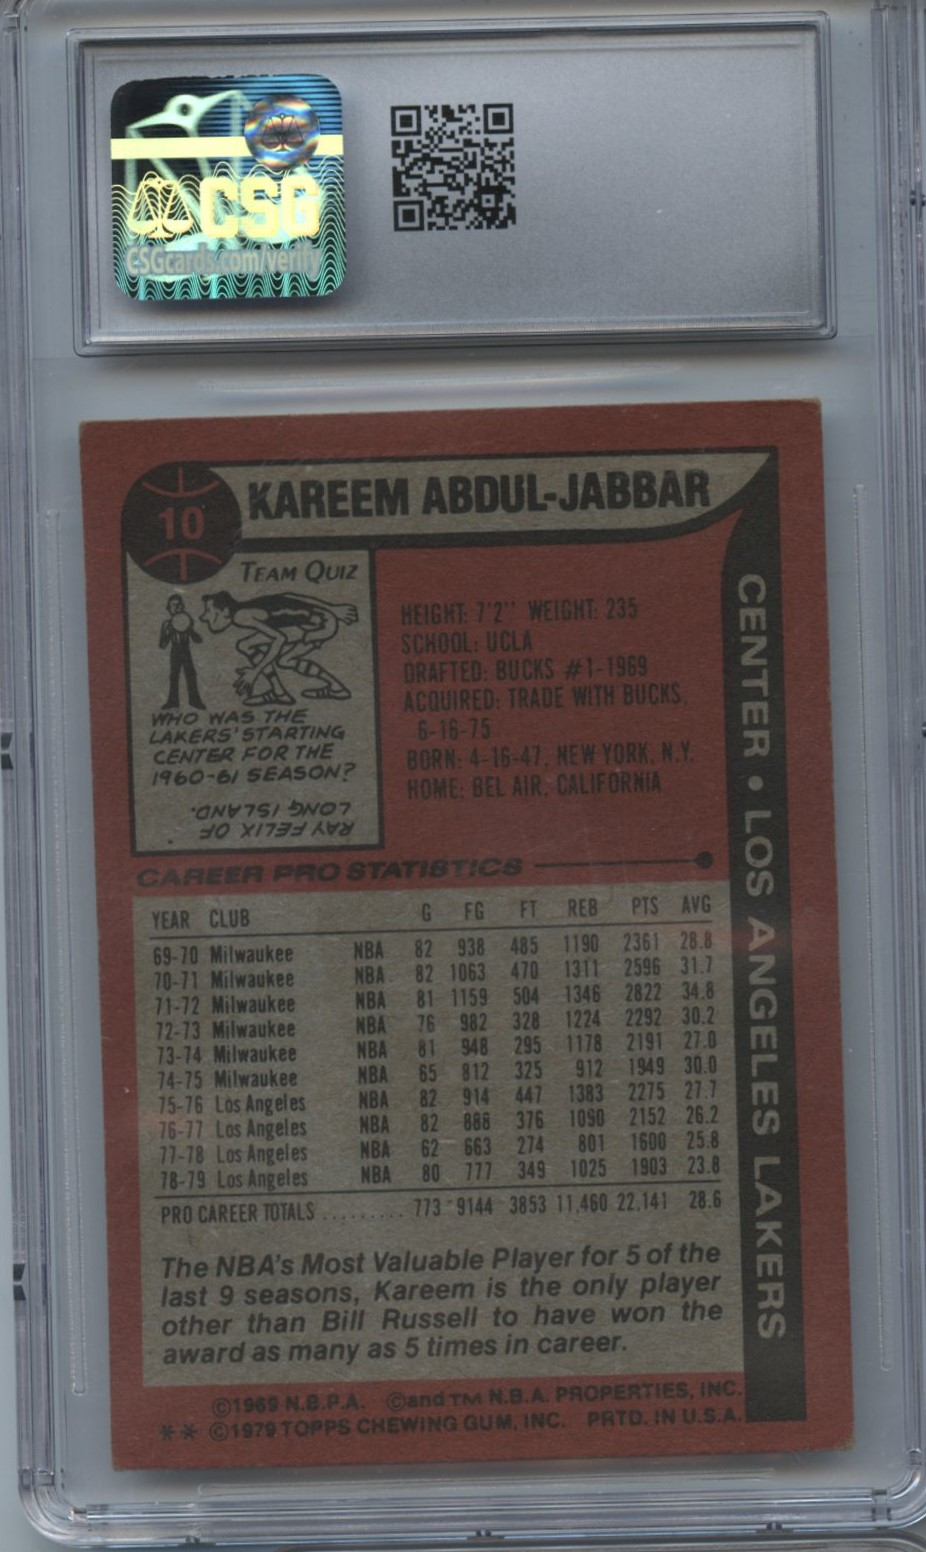 CSG
CSGcards.com/verify
10
KAREEM ABDUL-JABBAR
TEAM QUIZ
WHO WAS THE
LAKERS' STARTING
CENTER FOR THE
1960-61 SEASON?
RAY FELIX OF
LONG ISLAND.
HEIGHT: 7'2" WEIGHT: 235
SCHOOL: UCLA
DRAFTED: BUCKS #1-1969
ACQUIRED: TRADE WITH BUCKS,
6-16-75
BORN: 4-16-47, NEW YORK, N.Y.
HOME: BEL AIR, CALIFORNIA
CENTER • LOS ANGELES LAKERS
CAREER PRO STATISTICS
YEAR CLUB G FG FT REB PTS AVG
69-70 Milwaukee NBA 82 938 485 1190 2361 28.8
70-71 Milwaukee NBA 82 1063 470 1311 2596 31.7
71-72 Milwaukee NBA 81 1159 504 1346 2822 34.8
72-73 Milwaukee NBA 76 982 328 1224 2292 30.2
73-74 Milwaukee NBA 81 948 295 1178 2191 27.0
74-75 Milwaukee NBA 65 812 325 912 1949 30.0
75-76 Los Angeles NBA 82 914 447 1383 2275 27.7
76-77 Los Angeles NBA 82 888 376 1090 2152 26.2
77-78 Los Angeles NBA 62 663 274 801 1600 25.8
78-79 Los Angeles NBA 80 777 349 1025 1903 23.8
PRO CAREER TOTALS .......... 773 9144 3853 11,460 22,141 28.6
The NBA's Most Valuable Player for 5 of the
last 9 seasons, Kareem is the only player
other than Bill Russell to have won the
award as many as 5 times in career.
©1969 N.B.P.A. ©and TM N.B.A. PROPERTIES, INC.
** ©1979 TOPPS CHEWING GUM, INC. PRTD. IN U.S.A.